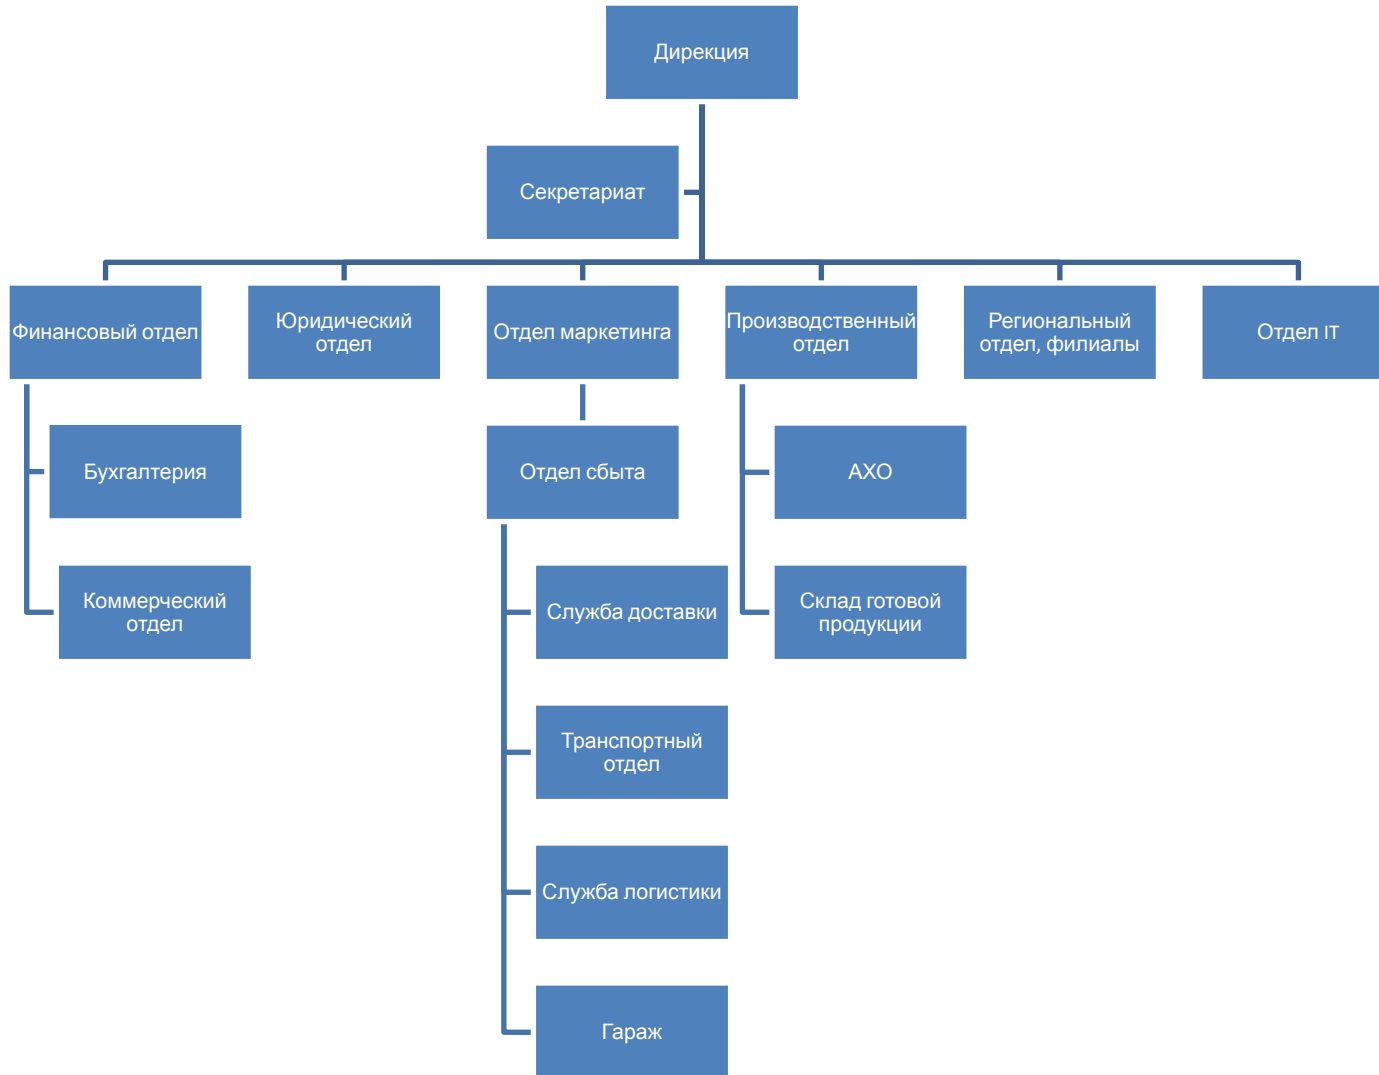 Дирекция
Секретариат
Финансовый отдел
Юридический
отдел
Отдел маркетинга
Производственный
отдел
Региональный
отдел, филиалы
Отдел IT
Бухгалтерия
Отдел сбыта
АХО
Коммерческий
отдел
Служба доставки
Склад готовой
продукции
Транспортный
отдел
Служба логистики
Гараж